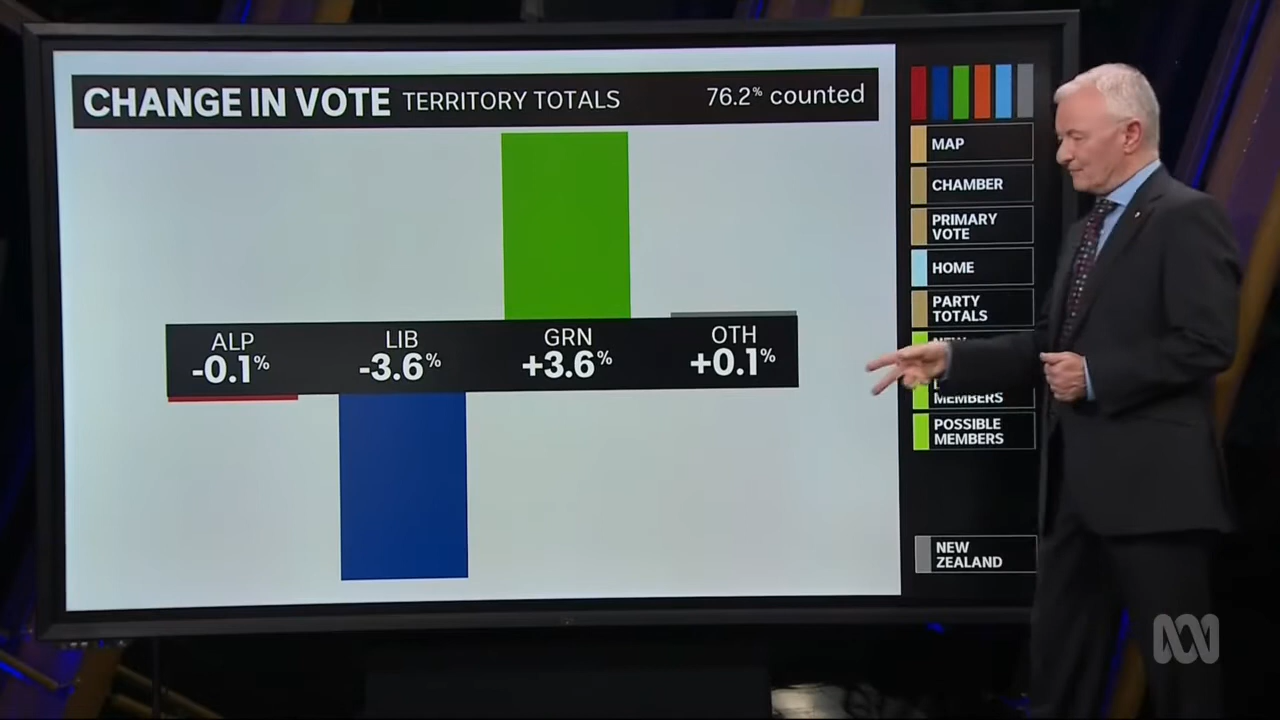 CHANGE IN VOTE TERRITORY TOTALS 76.2% counted
ALP LIB GRN OTH
-0.1% -3.6% +3.6% +0.1%
MAP
CHAMBER
PRIMARY
VOTE
HOME
PARTY
TOTALS
MEMBERS
POSSIBLE
MEMBERS
NEW
ZEALAND